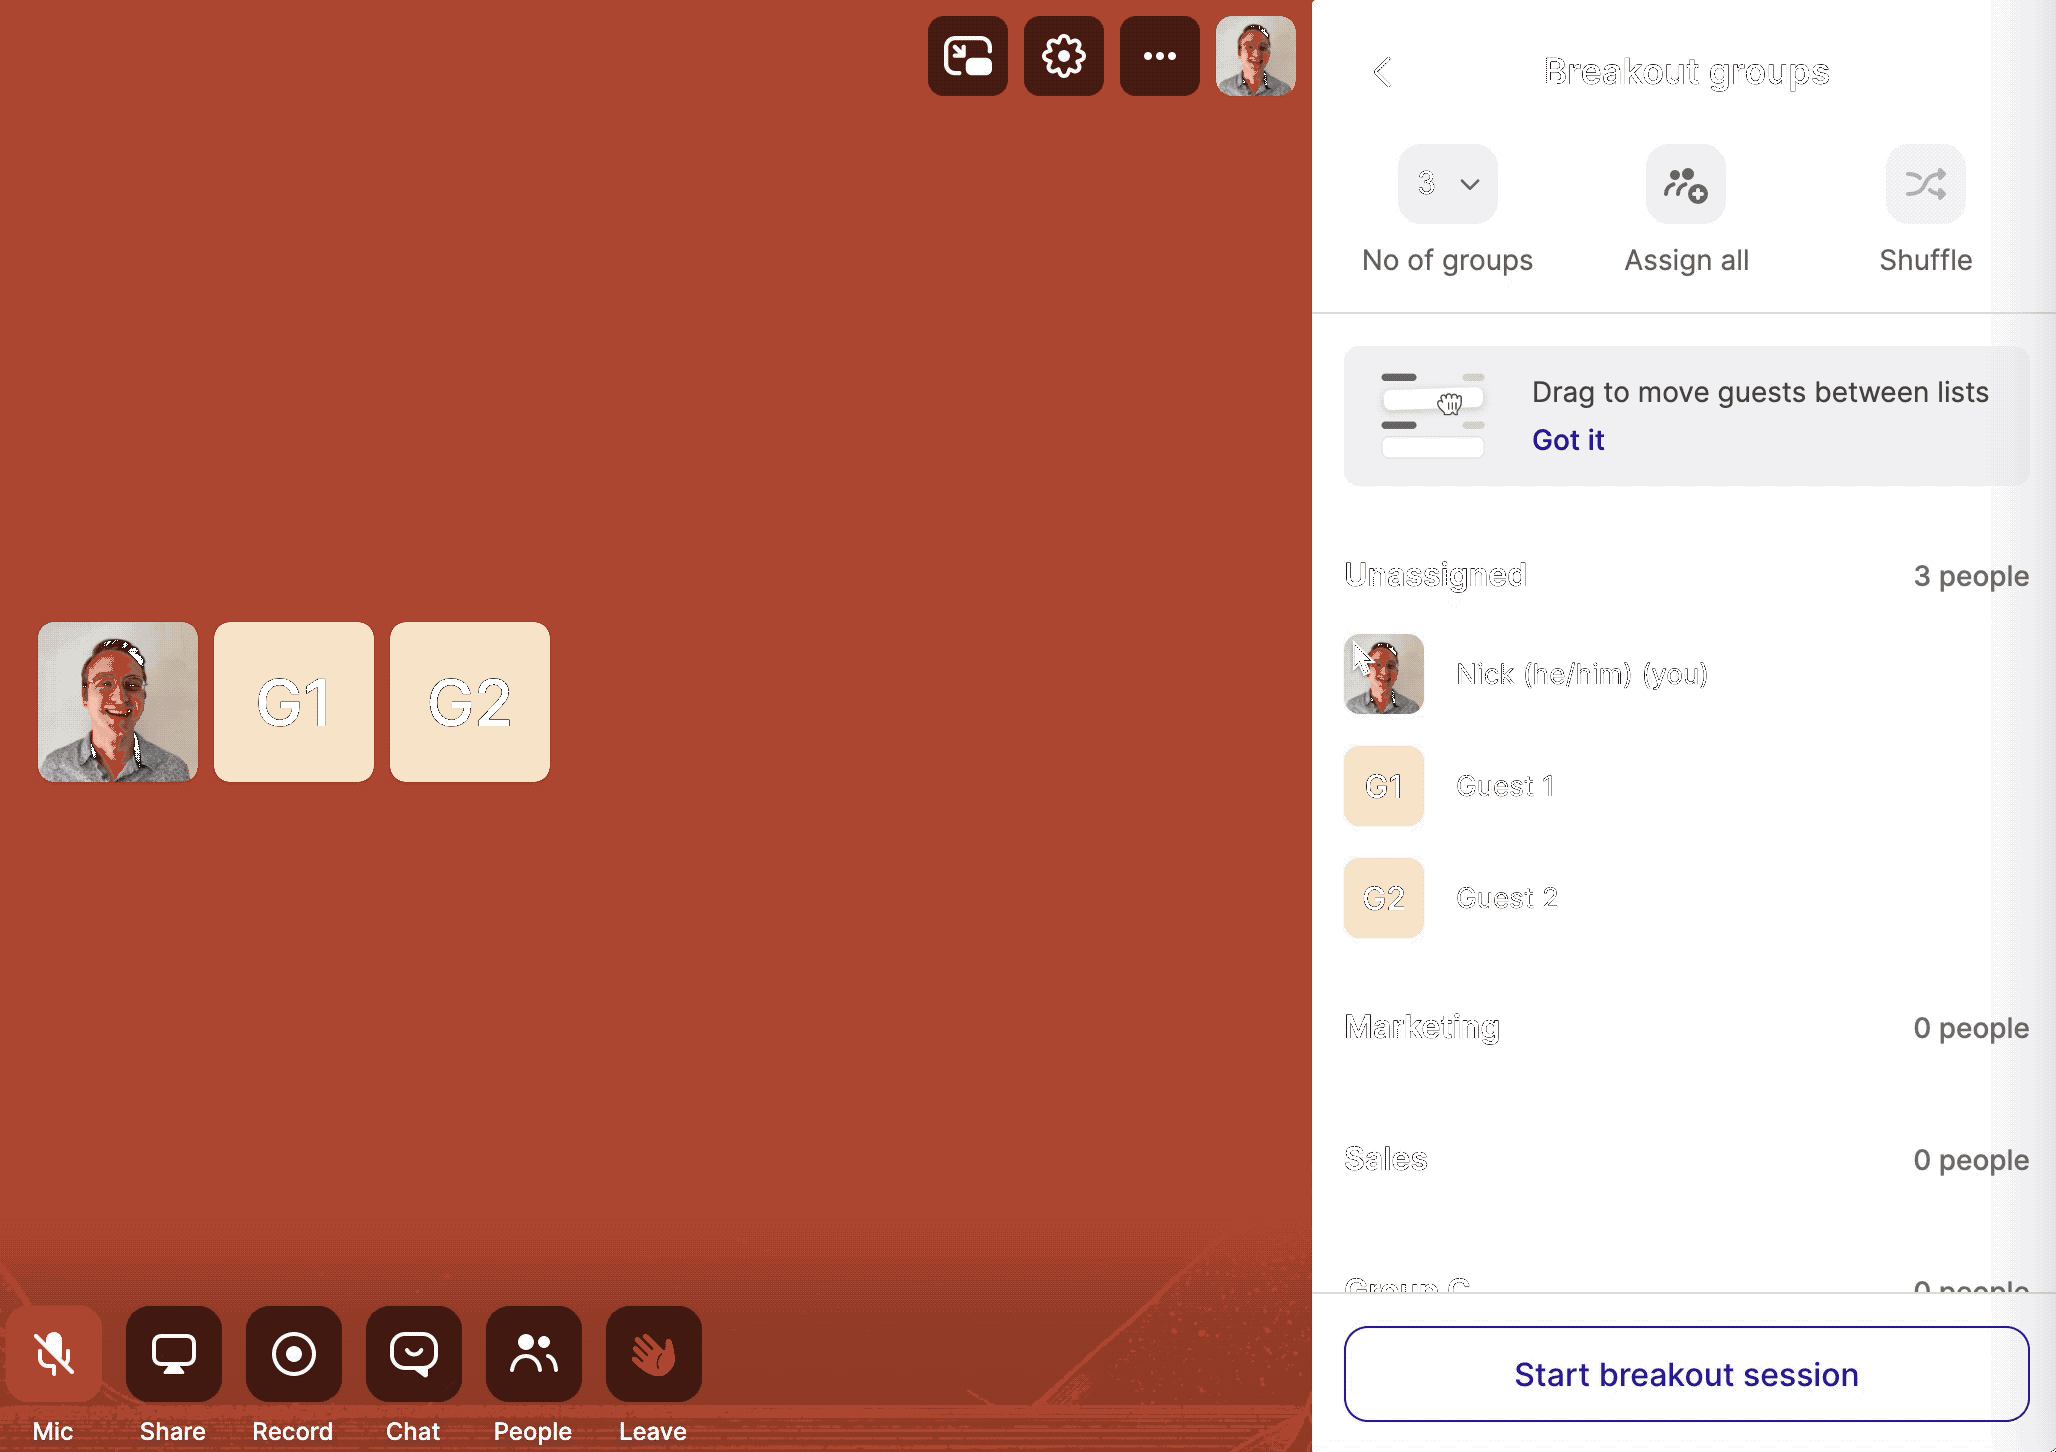 Breakout groups
3
No of groups
Assign all
Shuffle
Drag to move guests between lists
Got it
Unassigned
3 people
Nick (he/him) (you)
G1
Guest 1
G2
Guest 2
Marketing
0 people
Sales
0 people
Group C
0 people
Start breakout session
G1
G2
Mic
Share
Record
Chat
People
Leave